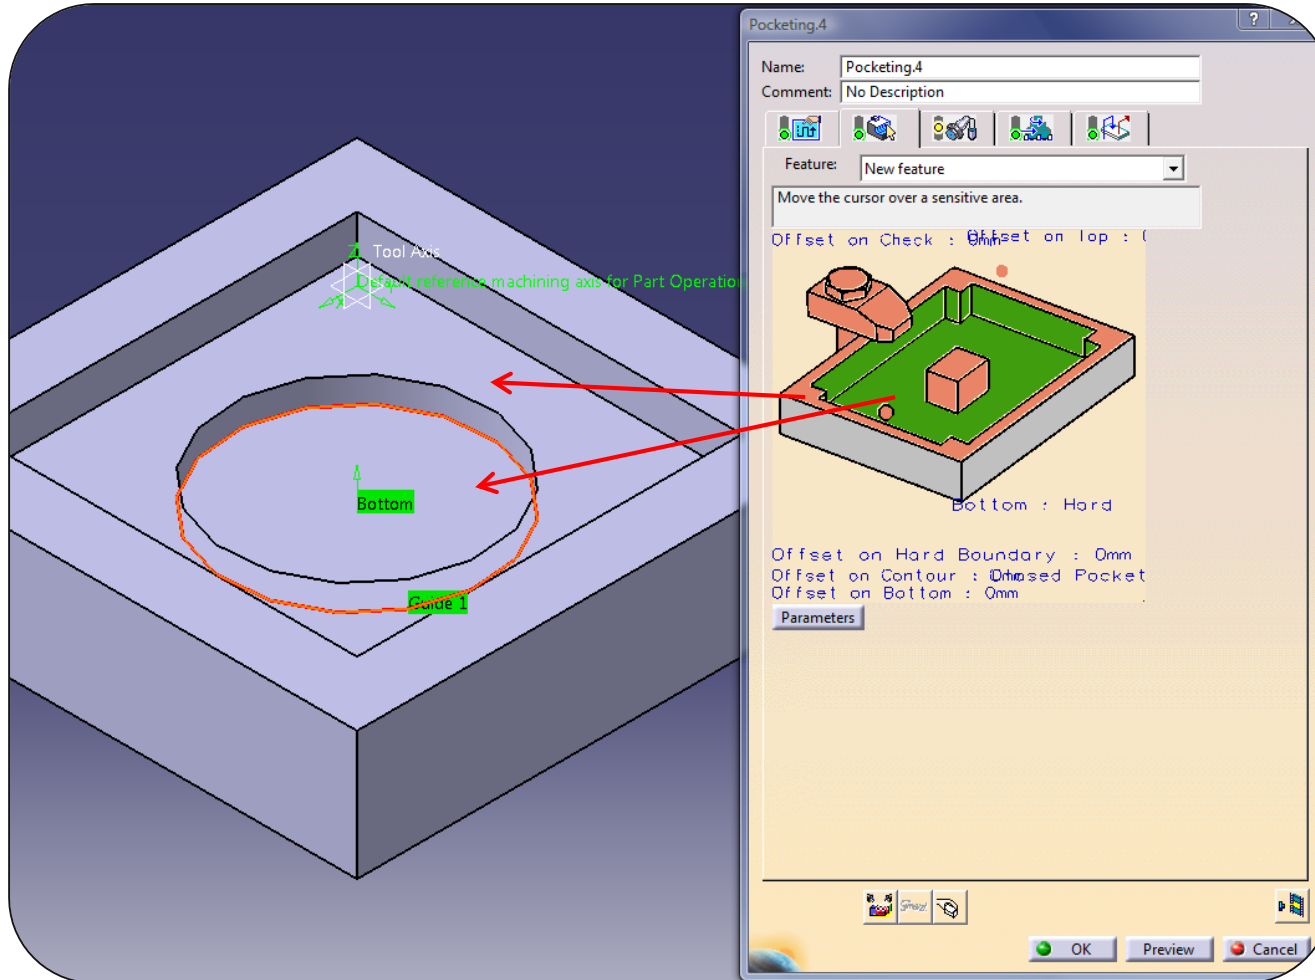 Pocketing.4
Name: Pocketing.4
Comment: No Description
Feature: New feature
Move the cursor over a sensitive area.
Offset on Check : 0mm
Offset on Top : 0
Tool Axis
Z
Default reference machining axis for Part Operation
X
Y
Bottom
Guide 1
Bottom : Hard
Offset on Hard Boundary : 0mm
Offset on Contour : 0mm
Closed Pocket
Offset on Bottom : 0mm
Parameters
Smart
OK Preview Cancel